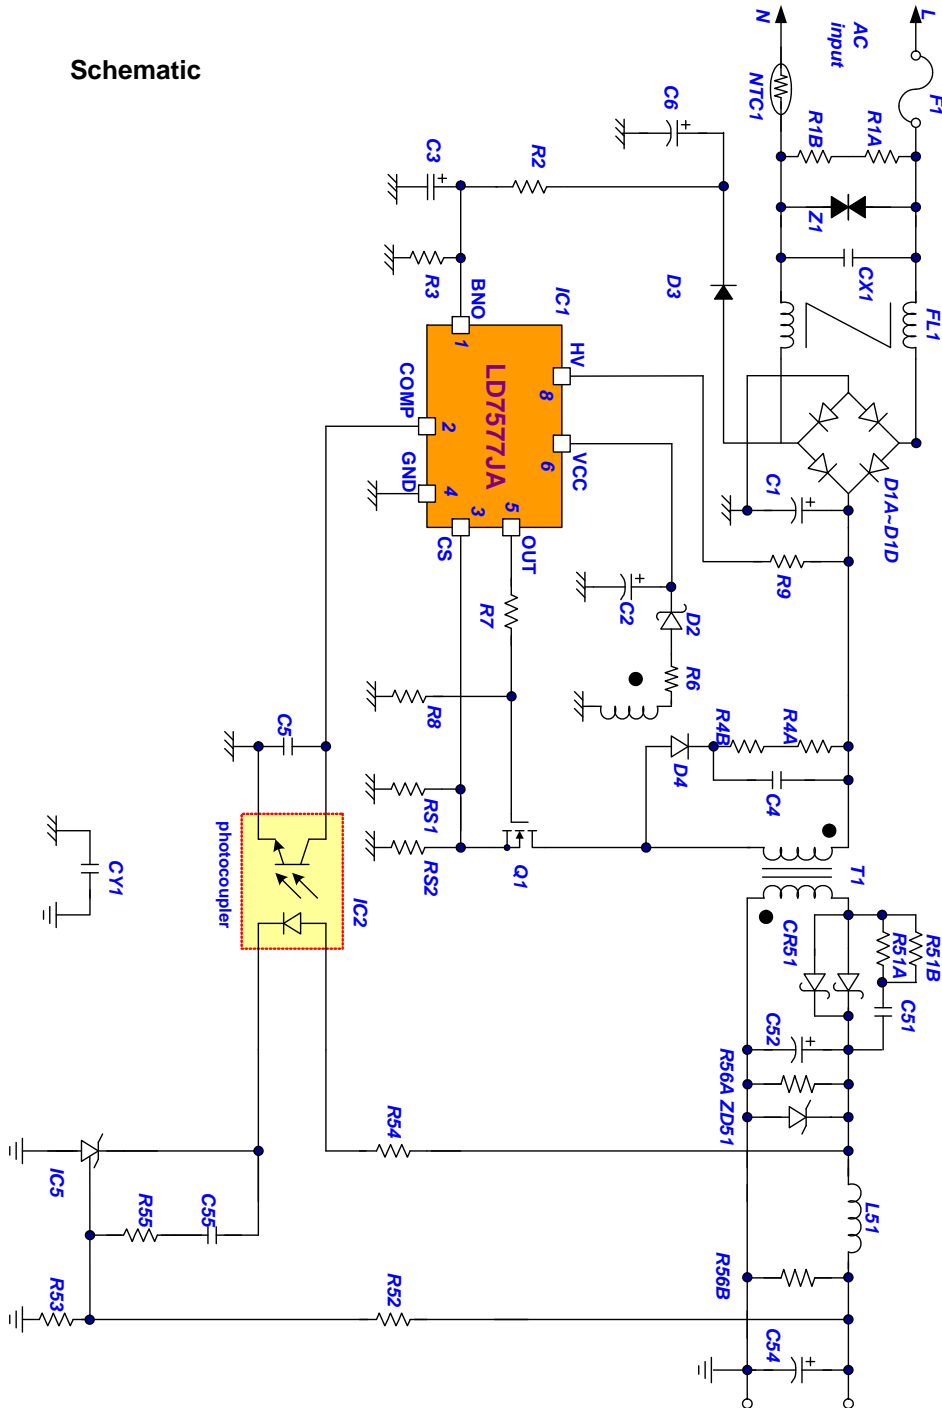 Schematic
N
L
AC
input
F1
NTC1
R1B
R1A
Z1
CX1
FL1
C6
C3
R2
R3
D3
BNO
IC1
HV
1
8
COMP
2
LD7577JA
6
VCC
GND
4
3
5
CS
OUT
C1
D1A~D1D
R9
C2
D2
R7
R6
R8
R4B
R4A
C5
D4
C4
RS1
RS2
Q1
T1
CY1
photocoupler
IC2
CR51
R51A
R51B
C51
C52
R56A
ZD51
R54
IC5
R55
C55
L51
R56B
R53
R52
C54